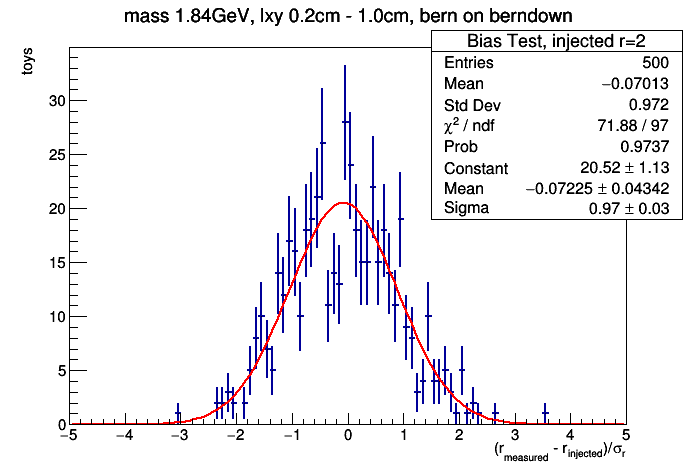 mass 1.84GeV, lxy 0.2cm - 1.0cm, bern on berndown
Bias Test, injected r=2
Entries 500
Mean −0.07013
Std Dev 0.972
χ² / ndf 71.88 / 97
Prob 0.9737
Constant 20.52 ± 1.13
Mean −0.07225 ± 0.04342
Sigma 0.97 ± 0.03
toys
30
25
20
15
10
5
0
−5 −4 −3 −2 −1 0 1 2 3 4 5
(r_measured - r_injected)/σ_r